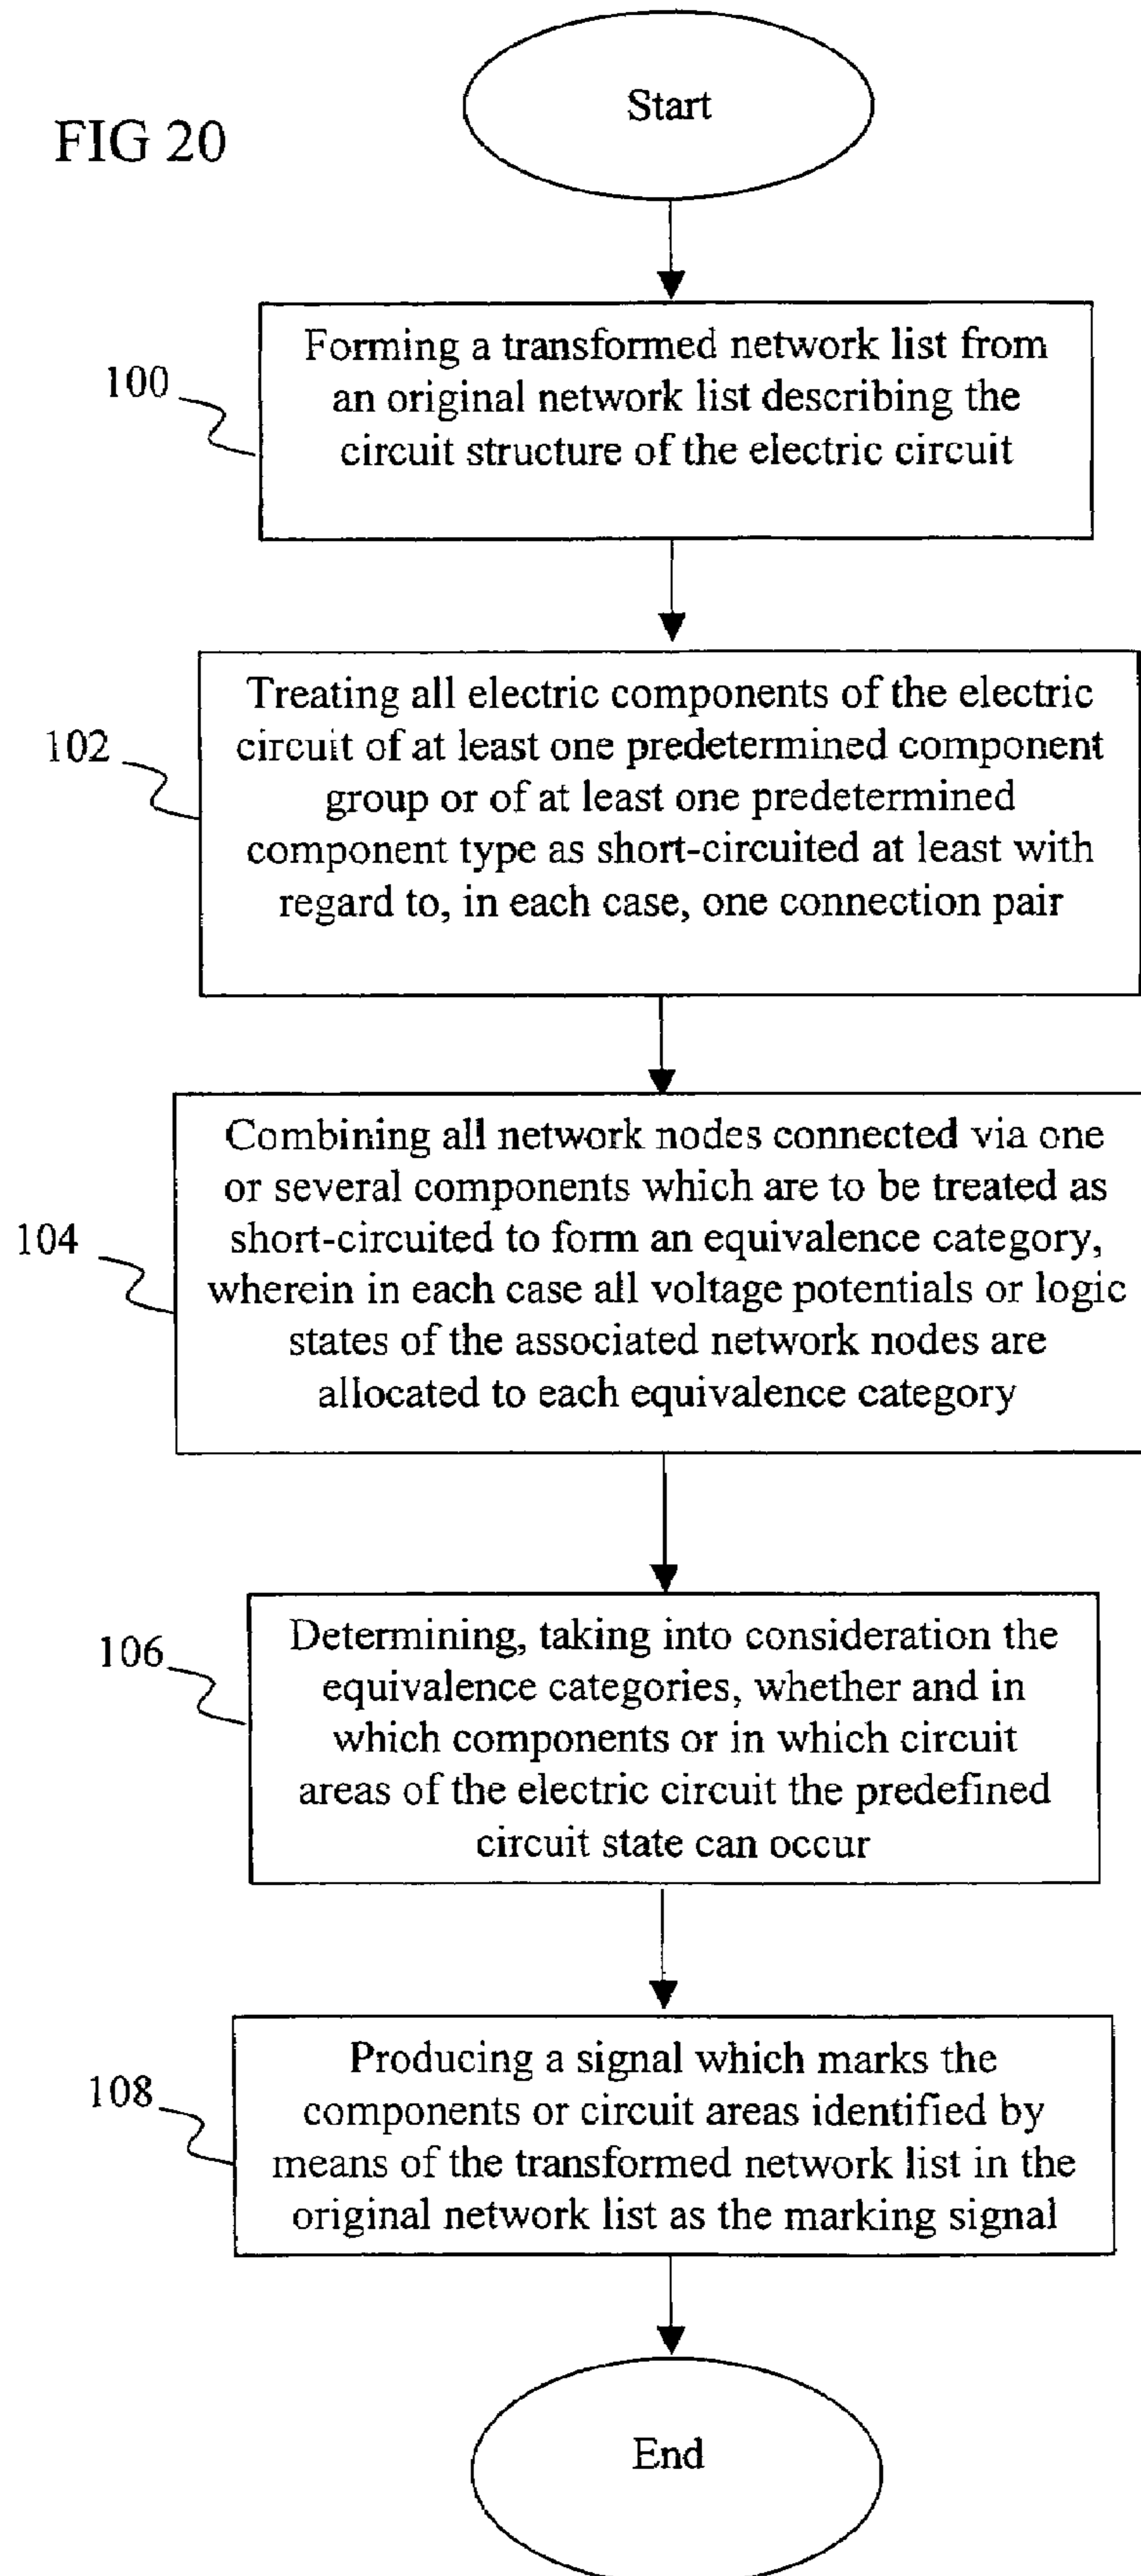 Start
FIG 20
Forming a transformed network list from
an original network list describing the
circuit structure of the electric circuit
100
Treating all electric components of the electric
circuit of at least one predetermined component
group or of at least one predetermined
component type as short-circuited at least with
regard to, in each case, one connection pair
102
Combining all network nodes connected via one
or several components which are to be treated as
short-circuited to form an equivalence category,
wherein in each case all voltage potentials or logic
states of the associated network nodes are
allocated to each equivalence category
104
Determining, taking into consideration the
equivalence categories, whether and in
which components or in which circuit
areas of the electric circuit the predefined
circuit state can occur
106
Producing a signal which marks the
components or circuit areas identified by
means of the transformed network list in the
original network list as the marking signal
108
End